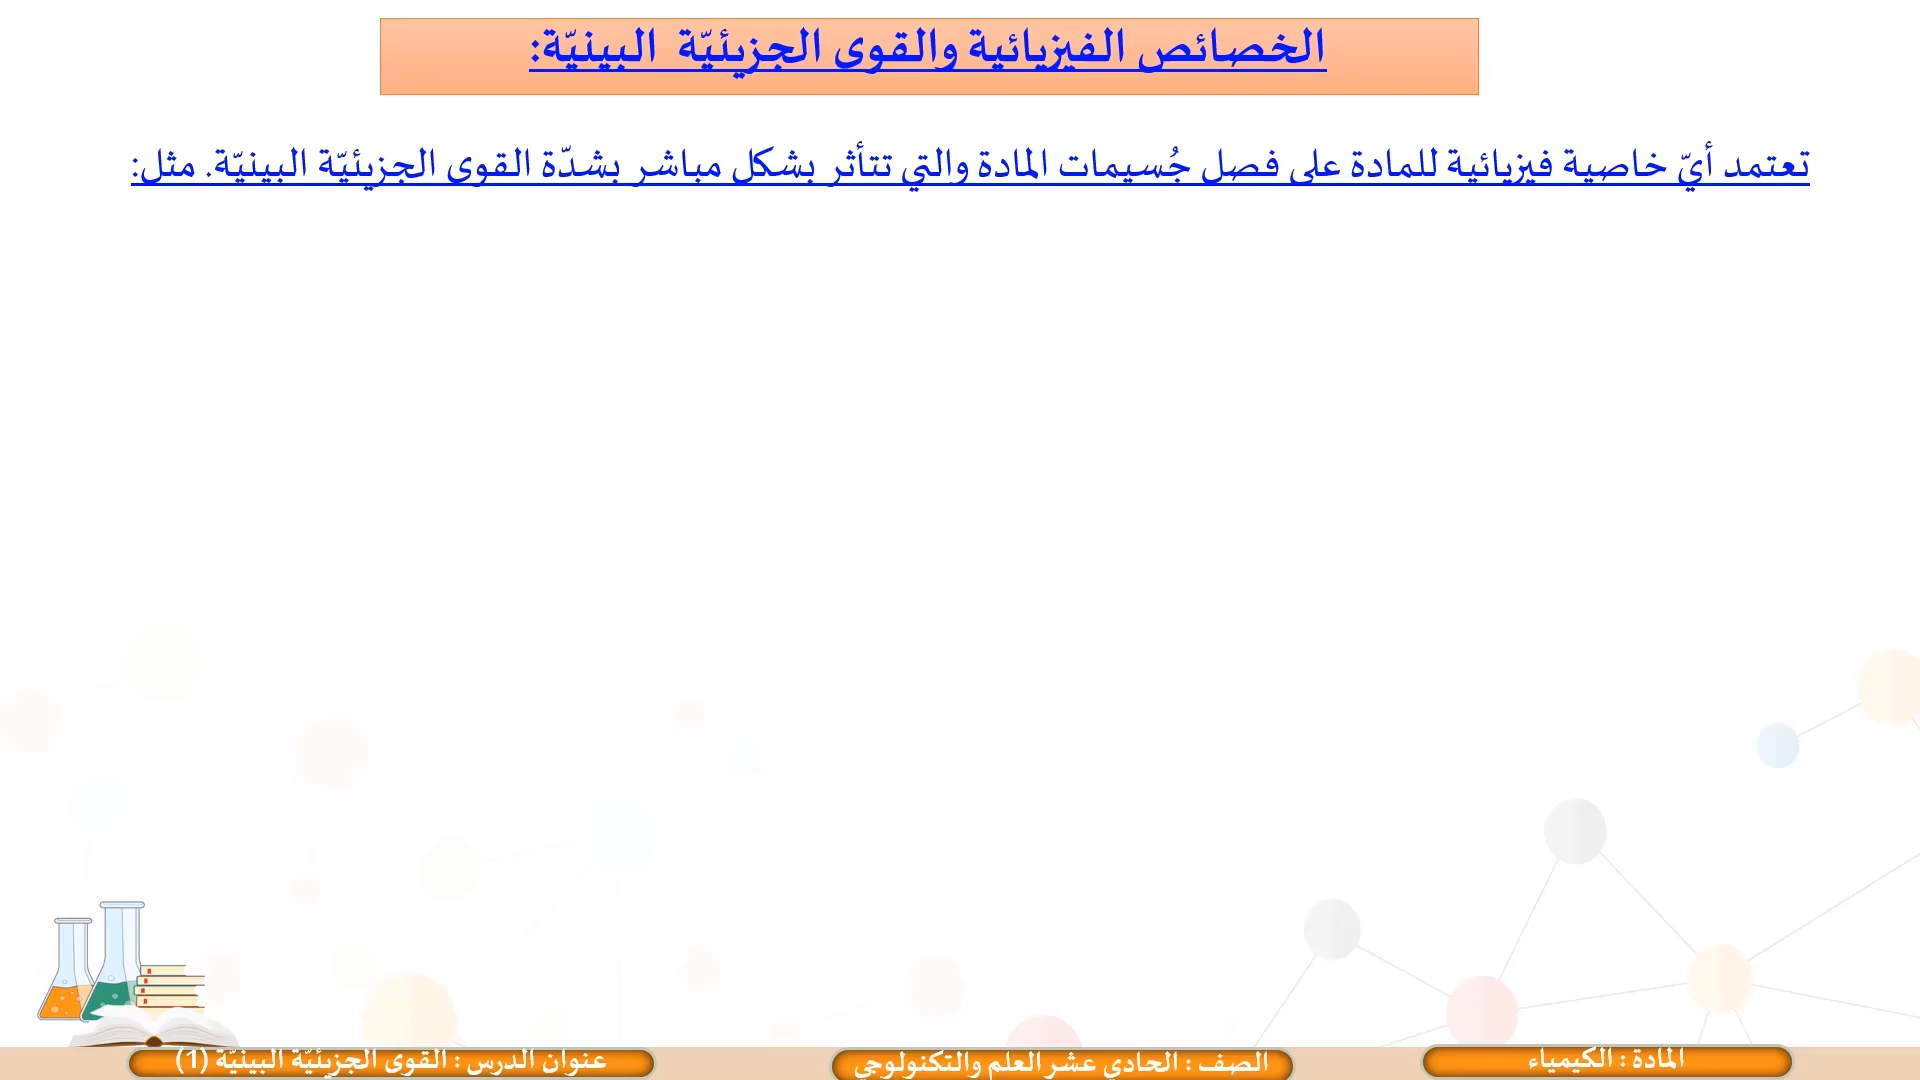 الخصائص الفيزيائية والقوى الجزيئيّة البينيّة:
تعتمد أيّ خاصية فيزيائية للمادة على فصل جُسيمات المادة والتي تتأثر بشكل مباشر بشدّة القوى الجزيئيّة البينيّة. مثل:
المادة : الكيمياء
الصف : الحادي عشر العلم والتكنولوجي
عنوان الدرس : القوى الجزيئيّة البينيّة (1)